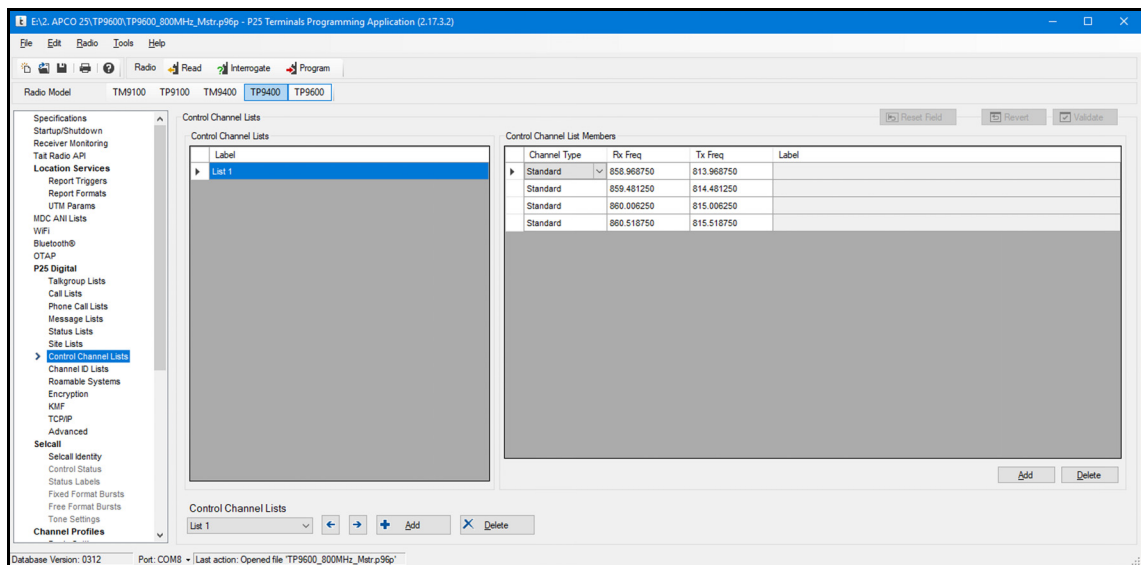 E:\2. APCO 25\TP9600\TP9600_800MHz_Mstr.p96p - P25 Terminals Programming Application (2.17.3.2)
File Edit Radio Tools Help
Radio Read Interrogate Program
Radio Model TM9100 TP9100 TM9400 TP9400 TP9600
Specifications
Startup/Shutdown
Receiver Monitoring
Tait Radio API
Location Services
Report Triggers
Report Formats
UTM Params
MDC ANI Lists
WiFi
Bluetooth®
OTAP
P25 Digital
Talkgroup Lists
Call Lists
Phone Call Lists
Message Lists
Status Lists
Site Lists
Control Channel Lists
Channel ID Lists
Roamable Systems
Encryption
KMF
TCP/IP
Advanced
Selcall
Selcall Identity
Control Status
Status Labels
Fixed Format Bursts
Free Format Bursts
Tone Settings
Channel Profiles
Control Channel Lists
Reset Field Revert Validate
Control Channel Lists
Label
List 1
Control Channel List Members
Channel Type Rx Freq Tx Freq Label
Standard 858.968750 813.968750
Standard 859.481250 814.481250
Standard 860.006250 815.006250
Standard 860.518750 815.518750
Add Delete
Control Channel Lists
List 1 Add Delete
Database Version: 0312 Port: COM8 Last action: Opened file 'TP9600_800MHz_Mstr.p96p'